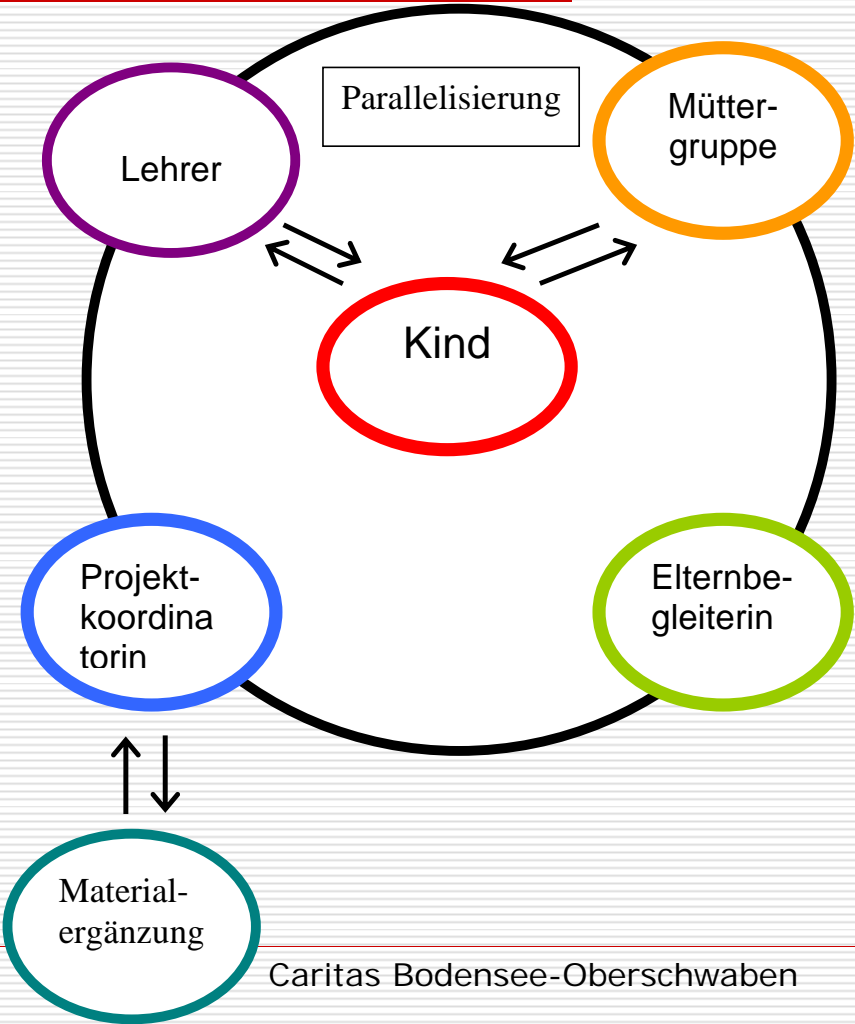 Parallelisierung
Mütter-
gruppe
Lehrer
Kind
Projekt-
koordina
torin
Elternbe-
gleiterin
Material-
ergänzung
Caritas Bodensee-Oberschwaben